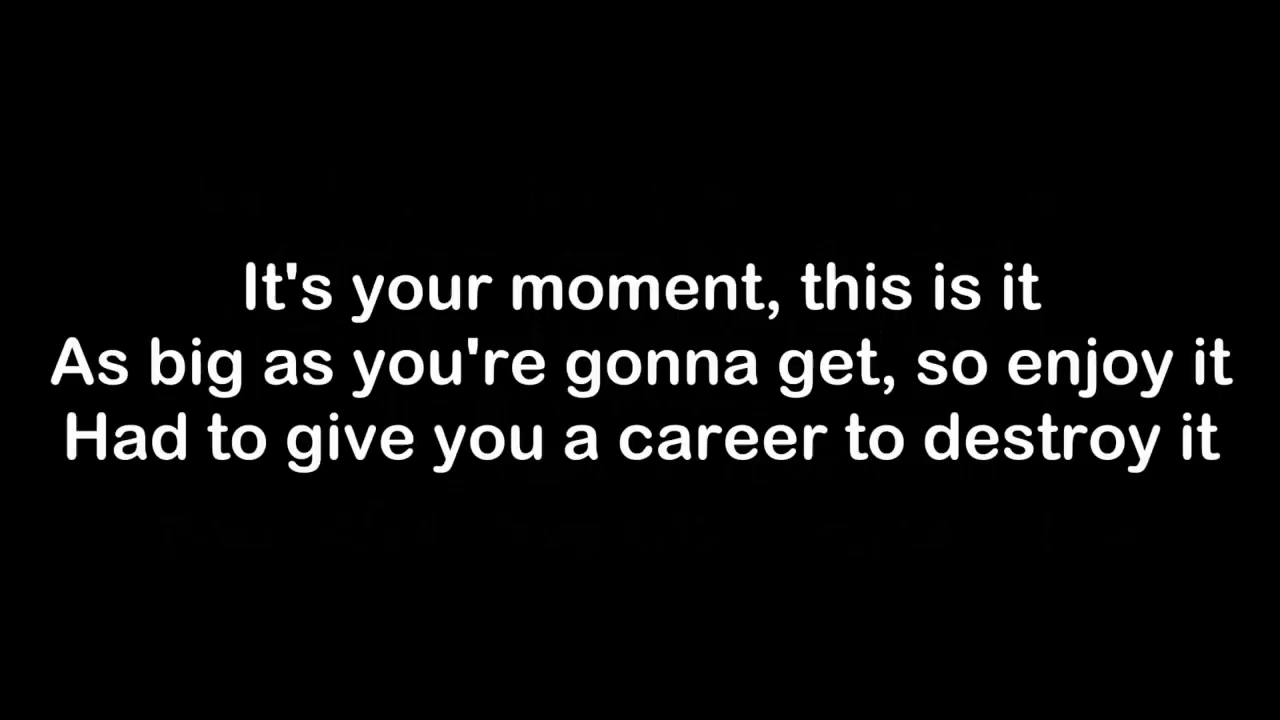 It's your moment, this is it
As big as you're gonna get, so enjoy it
Had to give you a career to destroy it